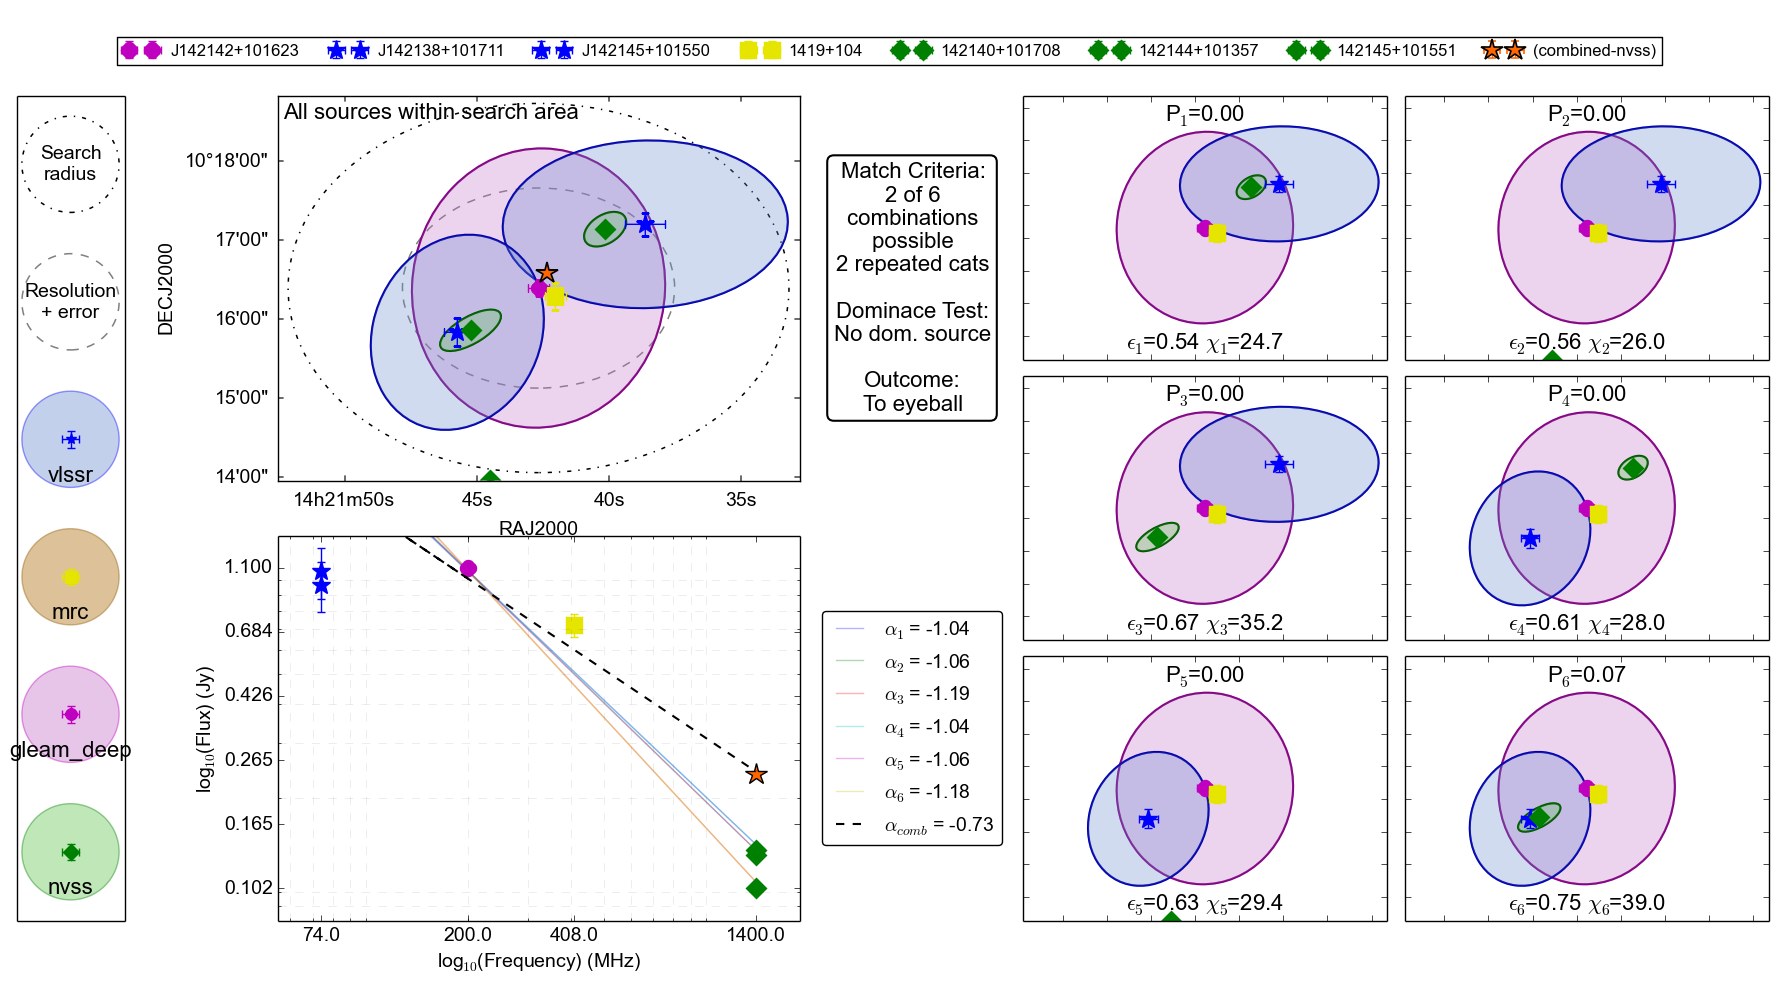 J142142+101623 J142138+101711 J142145+101550 1419+104 142140+101708 142144+101357 142145+101551 (combined-nvss)
Search
radius
Resolution
+ error
vlssr
mrc
gleam_deep
nvss
All sources within search area
DECJ2000
10°18'00"
17'00"
16'00"
15'00"
14'00"
14h21m50s 45s 40s 35s
RAJ2000
log10(Flux) (Jy)
1.100
0.684
0.426
0.265
0.165
0.102
74.0 200.0 408.0 1400.0
log10(Frequency) (MHz)
Match Criteria:
2 of 6
combinations
possible
2 repeated cats
Dominace Test:
No dom. source
Outcome:
To eyeball
α1 = -1.04
α2 = -1.06
α3 = -1.19
α4 = -1.04
α5 = -1.06
α6 = -1.18
αcomb = -0.73
P1=0.00
ϵ1=0.54 χ1=24.7
P2=0.00
ϵ2=0.56 χ2=26.0
P3=0.00
ϵ3=0.67 χ3=35.2
P4=0.00
ϵ4=0.61 χ4=28.0
P5=0.00
ϵ5=0.63 χ5=29.4
P6=0.07
ϵ6=0.75 χ6=39.0